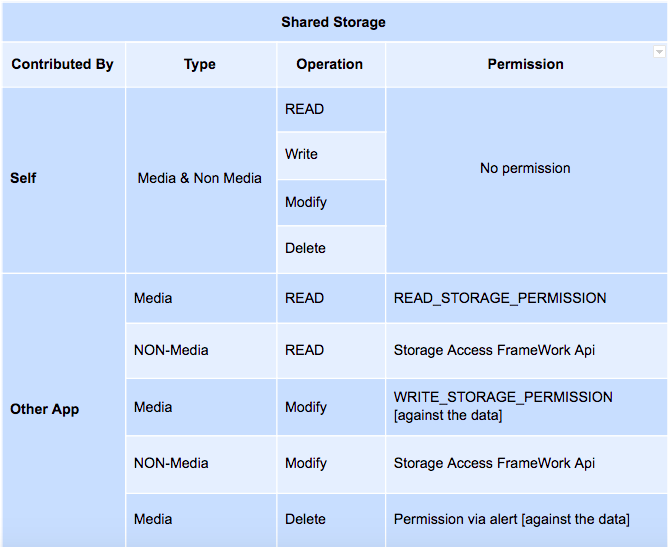 Shared Storage
Contributed By Type Operation Permission
READ
Write
No permission
Self Media & Non Media
Modify
Delete
Media READ READ_STORAGE_PERMISSION
NON-Media READ Storage Access FrameWork Api
Other App Media Modify WRITE_STORAGE_PERMISSION
[against the data]
NON-Media Modify Storage Access FrameWork Api
Media Delete Permission via alert [against the data]